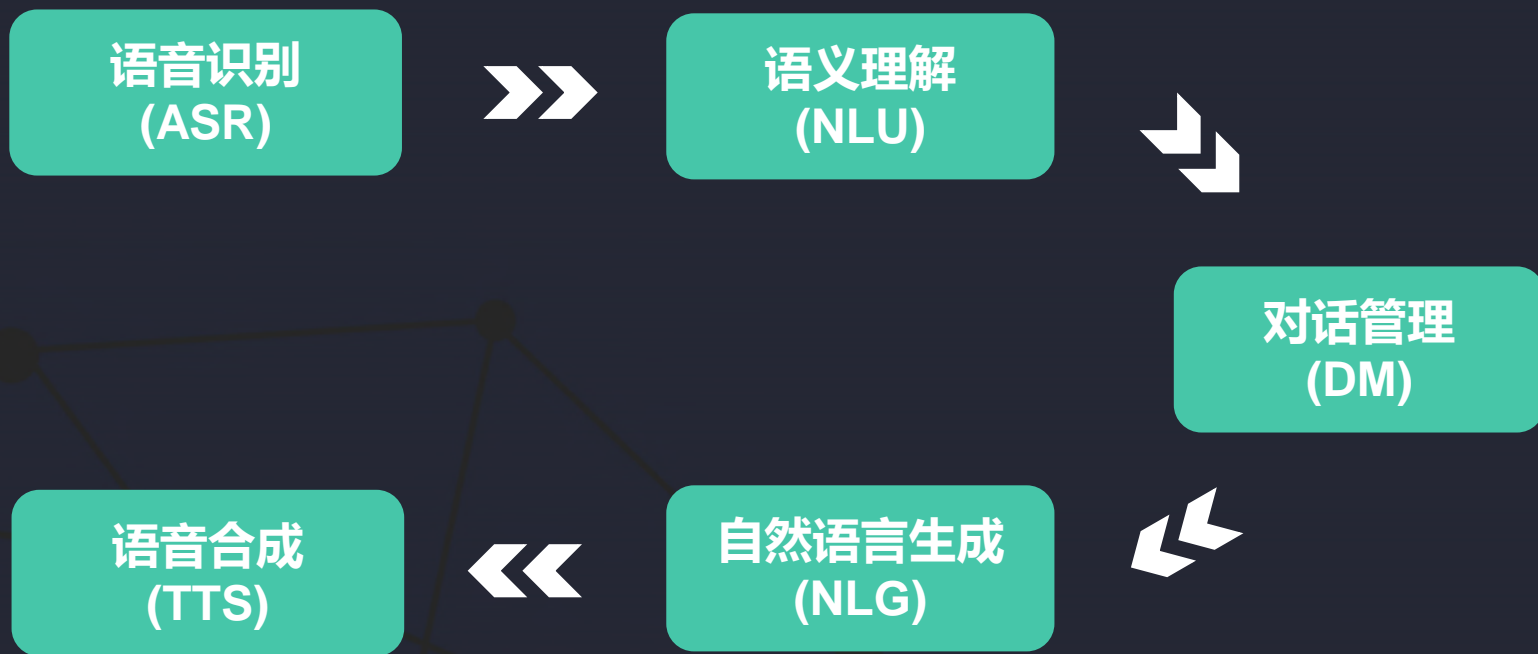 语音识别
(ASR)
语义理解
(NLU)
对话管理
(DM)
自然语言生成
(NLG)
语音合成
(TTS)